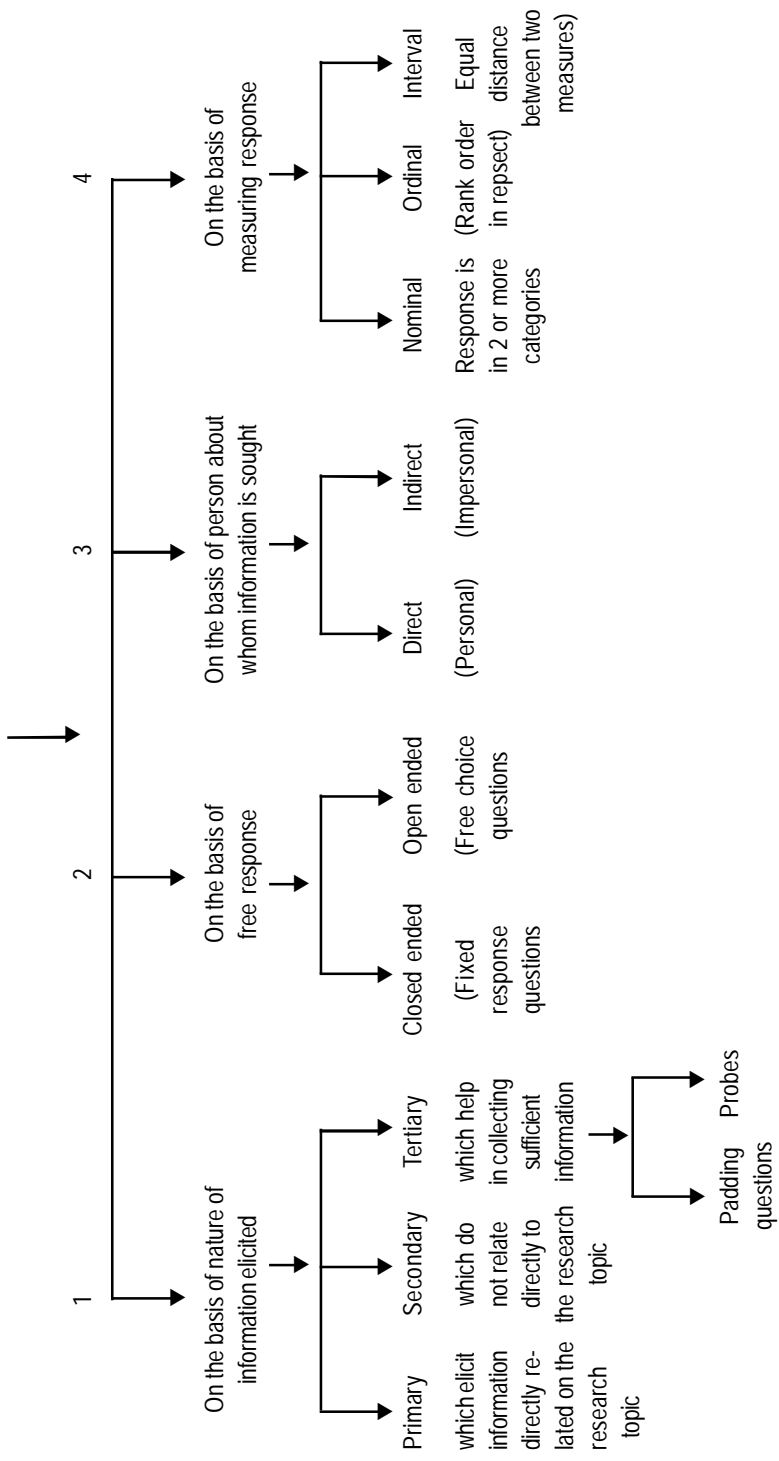 1
On the basis of nature of
information elicited
Primary
which elicit
information
directly re-
lated on the
research
topic
Secondary
which do
not relate
directly to
the research
topic
Tertiary
which help
in collecting
sufficient
information
Padding
questions
Probes
2
On the basis of
free response
Closed ended
(Fixed
response
questions
Open ended
(Free choice
questions
3
On the basis of person about
whom information is sought
Direct
(Personal)
Indirect
(Impersonal)
4
On the basis of
measuring response
Nominal
Response is
in 2 or more
categories
Ordinal
(Rank order
in repsect)
Interval
Equal
distance
between two
measures)